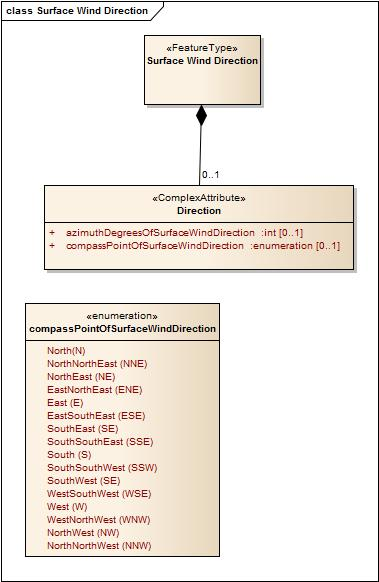 class Surface Wind Direction
«FeatureType»
Surface Wind Direction
0..1
«ComplexAttribute»
Direction
+ azimuthDegreesOfSurfaceWindDirection :int [0..1]
+ compassPointOfSurfaceWindDirection :enumeration [0..1]
«enumeration»
compassPointOfSurfaceWindDirection
North(N)
NorthNorthEast (NNE)
NorthEast (NE)
EastNorthEast (ENE)
East (E)
EastSouthEast (ESE)
SouthEast (SE)
SouthSouthEast (SSE)
South (S)
SouthSouthWest (SSW)
SouthWest (SE)
WestSouthWest (WSE)
West (W)
WestNorthWest (WNW)
NorthWest (NW)
NorthNorthWest (NNW)